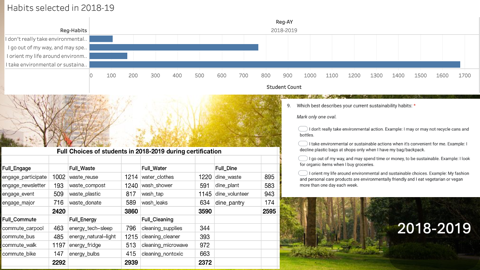 Habits selected in 2018-19
Reg-AY
Reg-Habits 2018-2019
I don't really take environmental..
I go out of my way, and may spe..
I orient my life around environm..
I take environmental or sustaina..
0 100 200 300 400 500 600 700 800 900 1000 1100 1200 1300 1400 1500 1600 1700
Student Count
9. Which best describes your current sustainability habits: *
Mark only one oval.
I don't really take environmental action. Example: I may or may not recycle cans and bottles.
I take environmental or sustainable actions when it's convenient for me. Example: I decline plastic bags at shops only when I have my bag/backpack.
I go out of my way, and may spend time or money, to be sustainable. Example: I look for organic items when I buy groceries.
I orient my life around environmental and sustainable choices. Example: My fashion and personal care products are environmentally friendly and I eat vegetarian or vegan more than one day each week.
Full Choices of students in 2018-2019 during certification
Full_Engage Full_Waste Full_Water Full_Dine
engage_participate 1002 waste_reuse 1214 water_clothes 1220 dine_waste 895
engage_newsletter 193 waste_compost 1240 wash_shower 591 dine_plant 583
engage_event 509 waste_plastic 817 wash_tap 1145 dine_volunteer 943
engage_major 716 waste_donate 589 wash_leaks 634 dine_pantry 174
2420 3860 3590 2595
Full_Commute Full_Energy Full_Cleaning
commute_carpool 463 energy_tech-sleep 796 cleaning_supplies 344
commute_bus 485 energy_natural-light 1215 cleaning_cleaner 393
commute_walk 1197 energy_fridge 513 cleaning_microwave 972
commute_bike 147 energy_bulbs 415 cleaning_nontoxic 663
2292 2939 2372
2018-2019